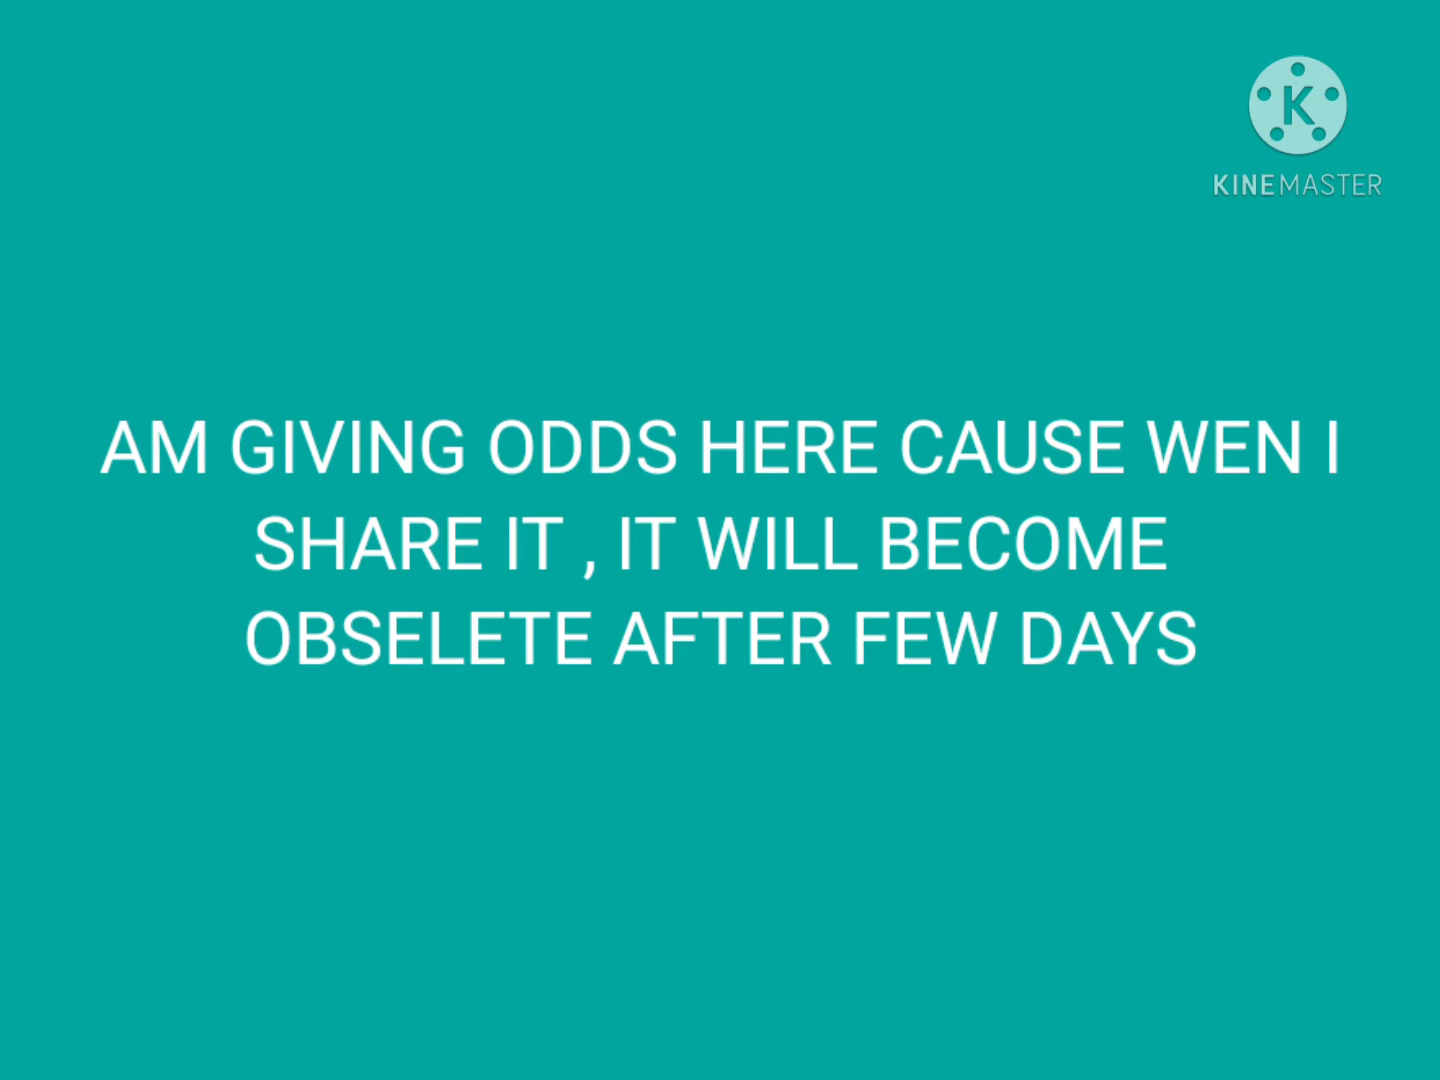 K
KINEMASTER
AM GIVING ODDS HERE CAUSE WEN I
SHARE IT , IT WILL BECOME
OBSELETE AFTER FEW DAYS